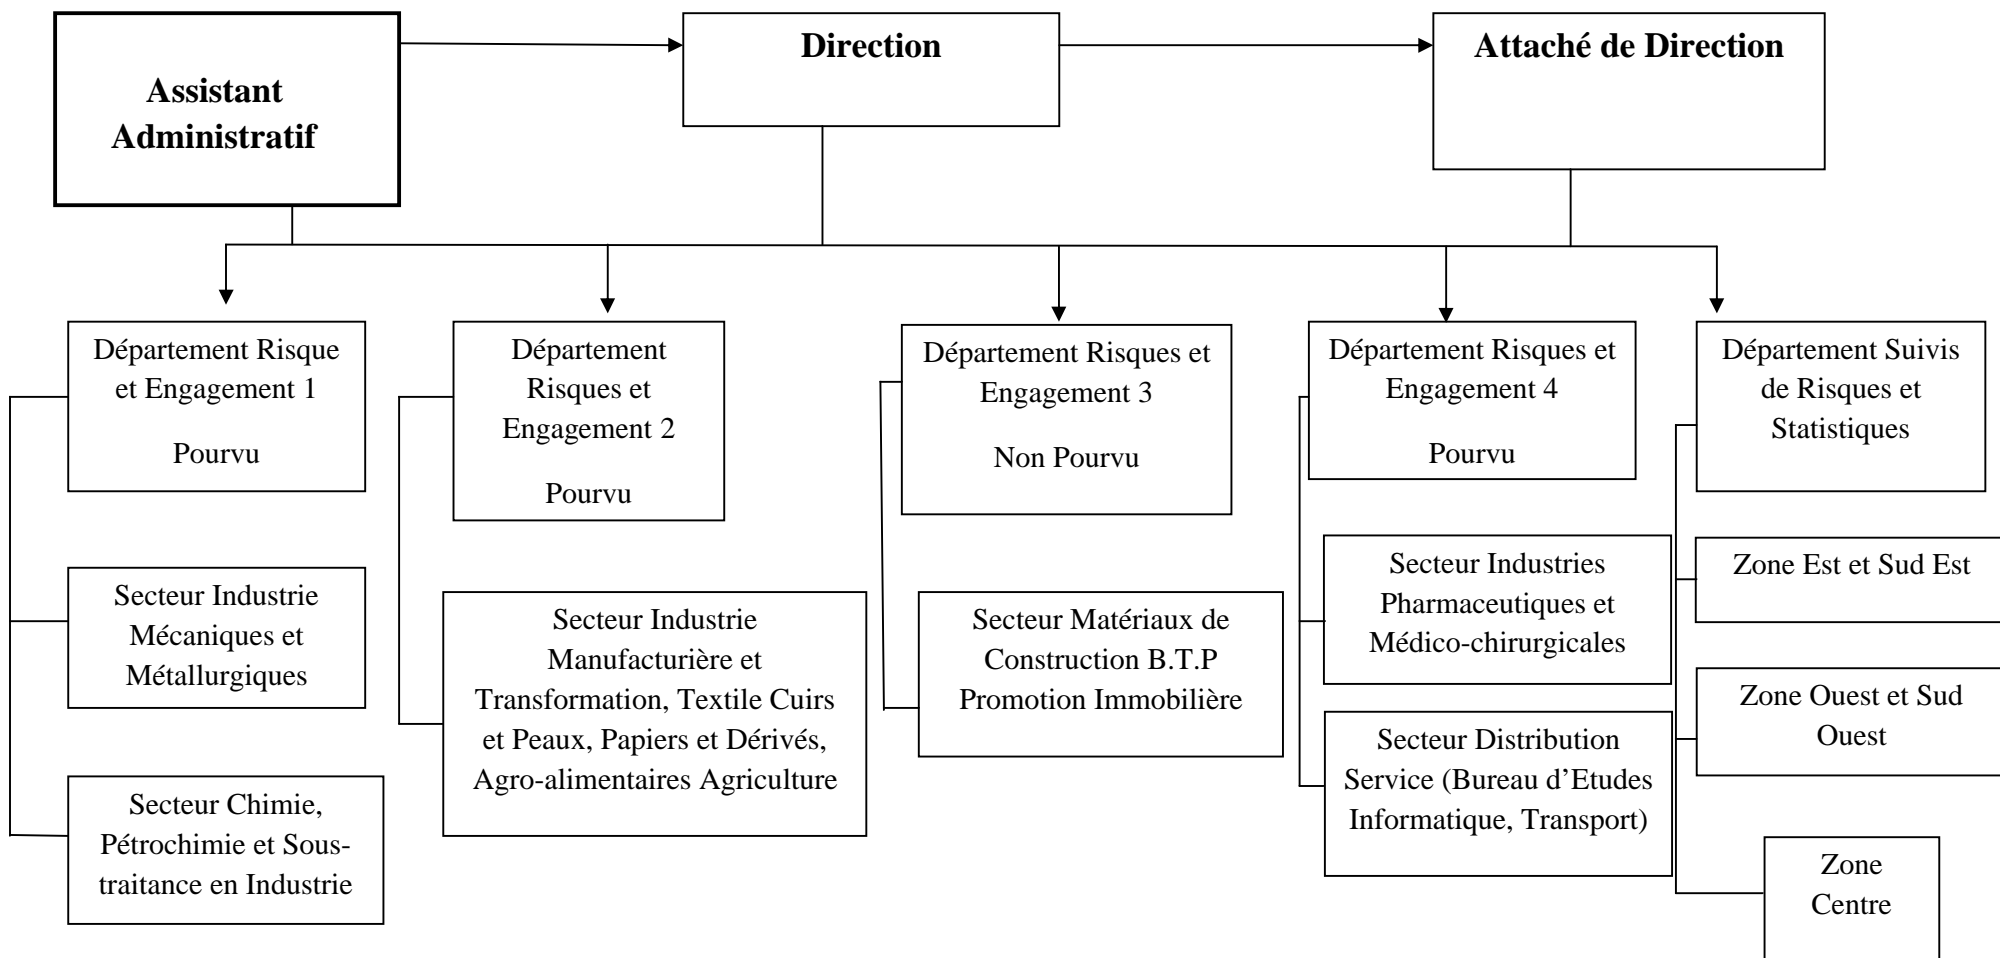 Assistant
Administratif
Direction
Attaché de Direction
Département Risque
et Engagement 1
Pourvu
Département
Risques et
Engagement 2
Pourvu
Département Risques et
Engagement 3
Non Pourvu
Département Risques et
Engagement 4
Pourvu
Département Suivis
de Risques et
Statistiques
Secteur Industrie
Mécaniques et
Métallurgiques
Secteur Chimie,
Pétrochimie et Sous-
traitance en Industrie
Secteur Industrie
Manufacturière et
Transformation, Textile Cuirs
et Peaux, Papiers et Dérivés,
Agro-alimentaires Agriculture
Secteur Matériaux de
Construction B.T.P
Promotion Immobilière
Secteur Industries
Pharmaceutiques et
Médico-chirurgicales
Secteur Distribution
Service (Bureau d’Etudes
Informatique, Transport)
Zone Est et Sud Est
Zone Ouest et Sud
Ouest
Zone
Centre